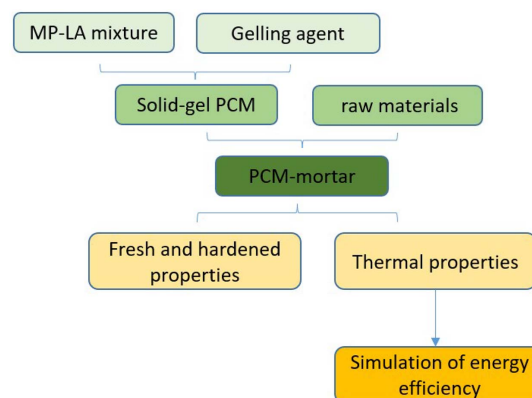 MP-LA mixture
Gelling agent
Solid-gel PCM
raw materials
PCM-mortar
Fresh and hardened
properties
Thermal properties
Simulation of energy
efficiency